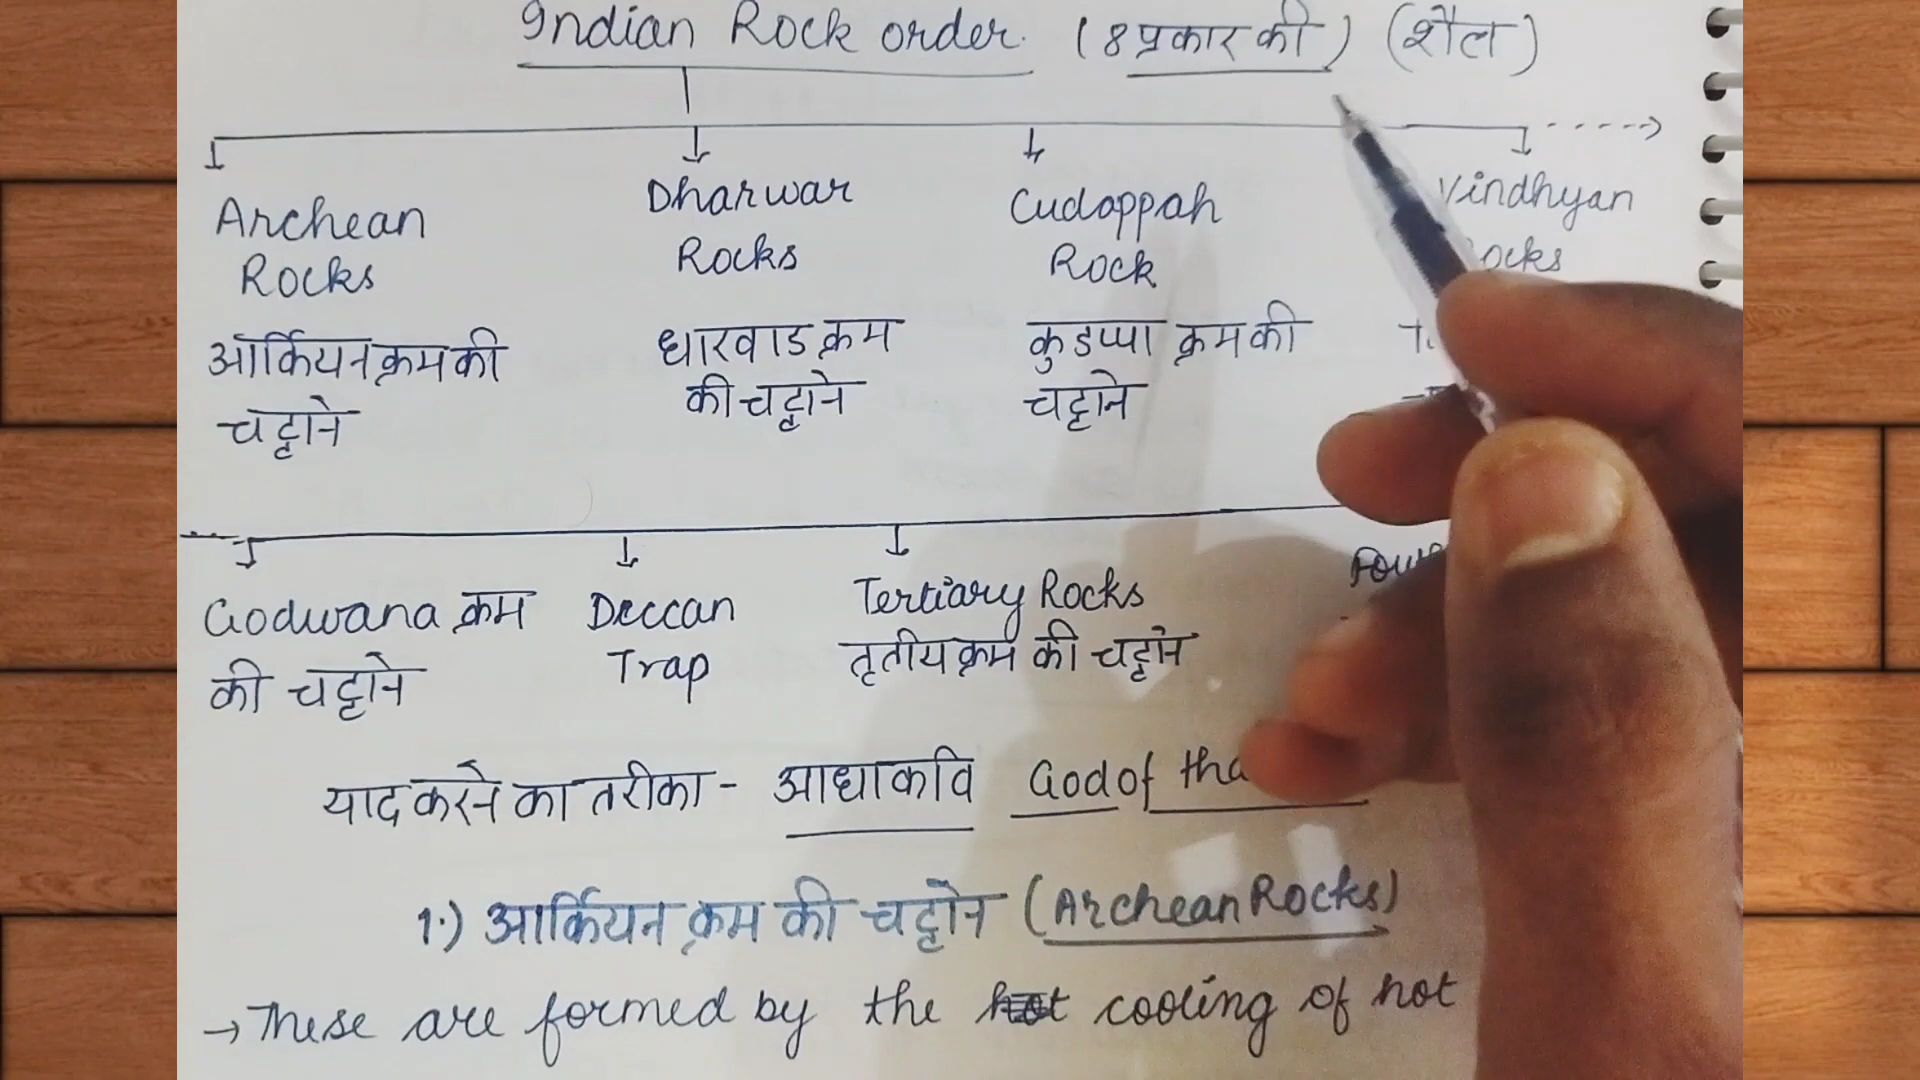 Indian Rock order (8 प्रकार की) (शैल)
Archean Rocks
आर्कियन क्रम की चट्टाने
Dharwar Rocks
धारवाड क्रम की चट्टाने
Cudappah Rock
कुडप्पा क्रम की चट्टाने
Vindhyan
Godwana क्रम की चट्टाने
Deccan Trap
Tertiary Rocks
तृतीय क्रम की चट्टाने
याद करने का तरीका - आधाकवि God of
1.) आर्कियन क्रम की चट्टाने (Archean Rocks)
→ These are formed by the cooling of hot